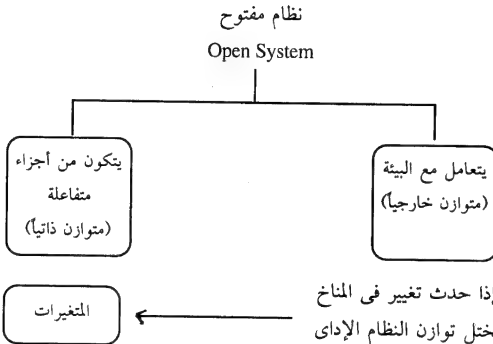 نظام مفتوح
Open System
يتعامل مع البيئة
(متوازن خارجياً)
يتكون من أجزاء
متفاعلة
(متوازن ذاتياً)
إذا حدث تغيير فى المناخ
ختل توازن النظام الإداى
المتغيرات